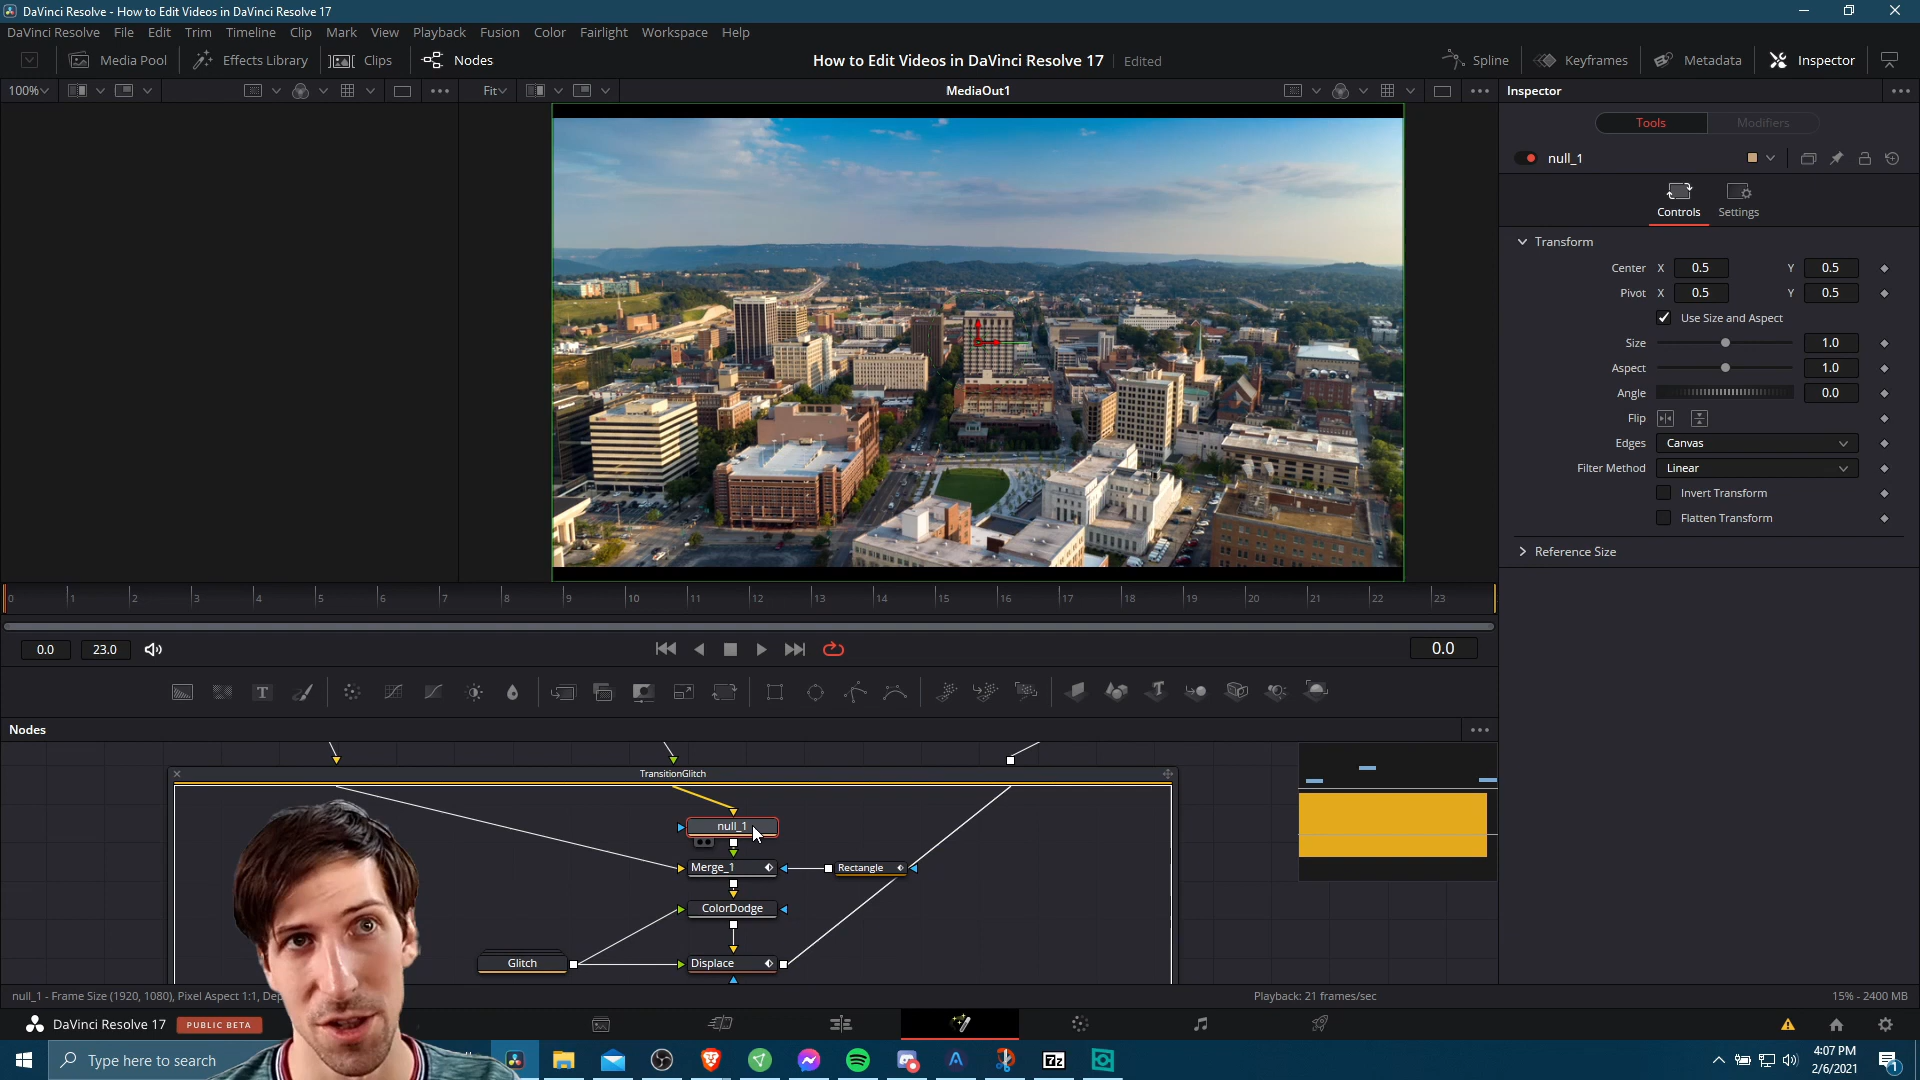 DaVinci Resolve - How to Edit Videos in DaVinci Resolve 17
DaVinci Resolve File Edit Trim Timeline Clip Mark View Playback Fusion Color Fairlight Workspace Help
Media Pool Effects Library Clips Nodes How to Edit Videos in DaVinci Resolve 17 Edited Spline Keyframes Metadata Inspector
100% Fit MediaOut1 Inspector
Tools Modifiers
null_1
Controls Settings
Transform
Center X 0.5 Y 0.5
Pivot X 0.5 Y 0.5
Use Size and Aspect
Size 1.0
Aspect 1.0
Angle 0.0
Flip
Edges Canvas
Filter Method Linear
Invert Transform
Flatten Transform
Reference Size
0 1 2 3 4 5 6 7 8 9 10 11 12 13 14 15 16 17 18 19 20 21 22 23
0.0 23.0 0.0
T
Nodes
TransitionGlitch
null_1
Merge_1 Rectangle
ColorDodge
Glitch Displace
null_1 - Frame Size (1920, 1080), Pixel Aspect 1:1, Playback: 21 frames/sec 15% - 2400 MB
DaVinci Resolve 17 PUBLIC BETA
Type here to search 7z 4:07 PM
2/6/2021 1